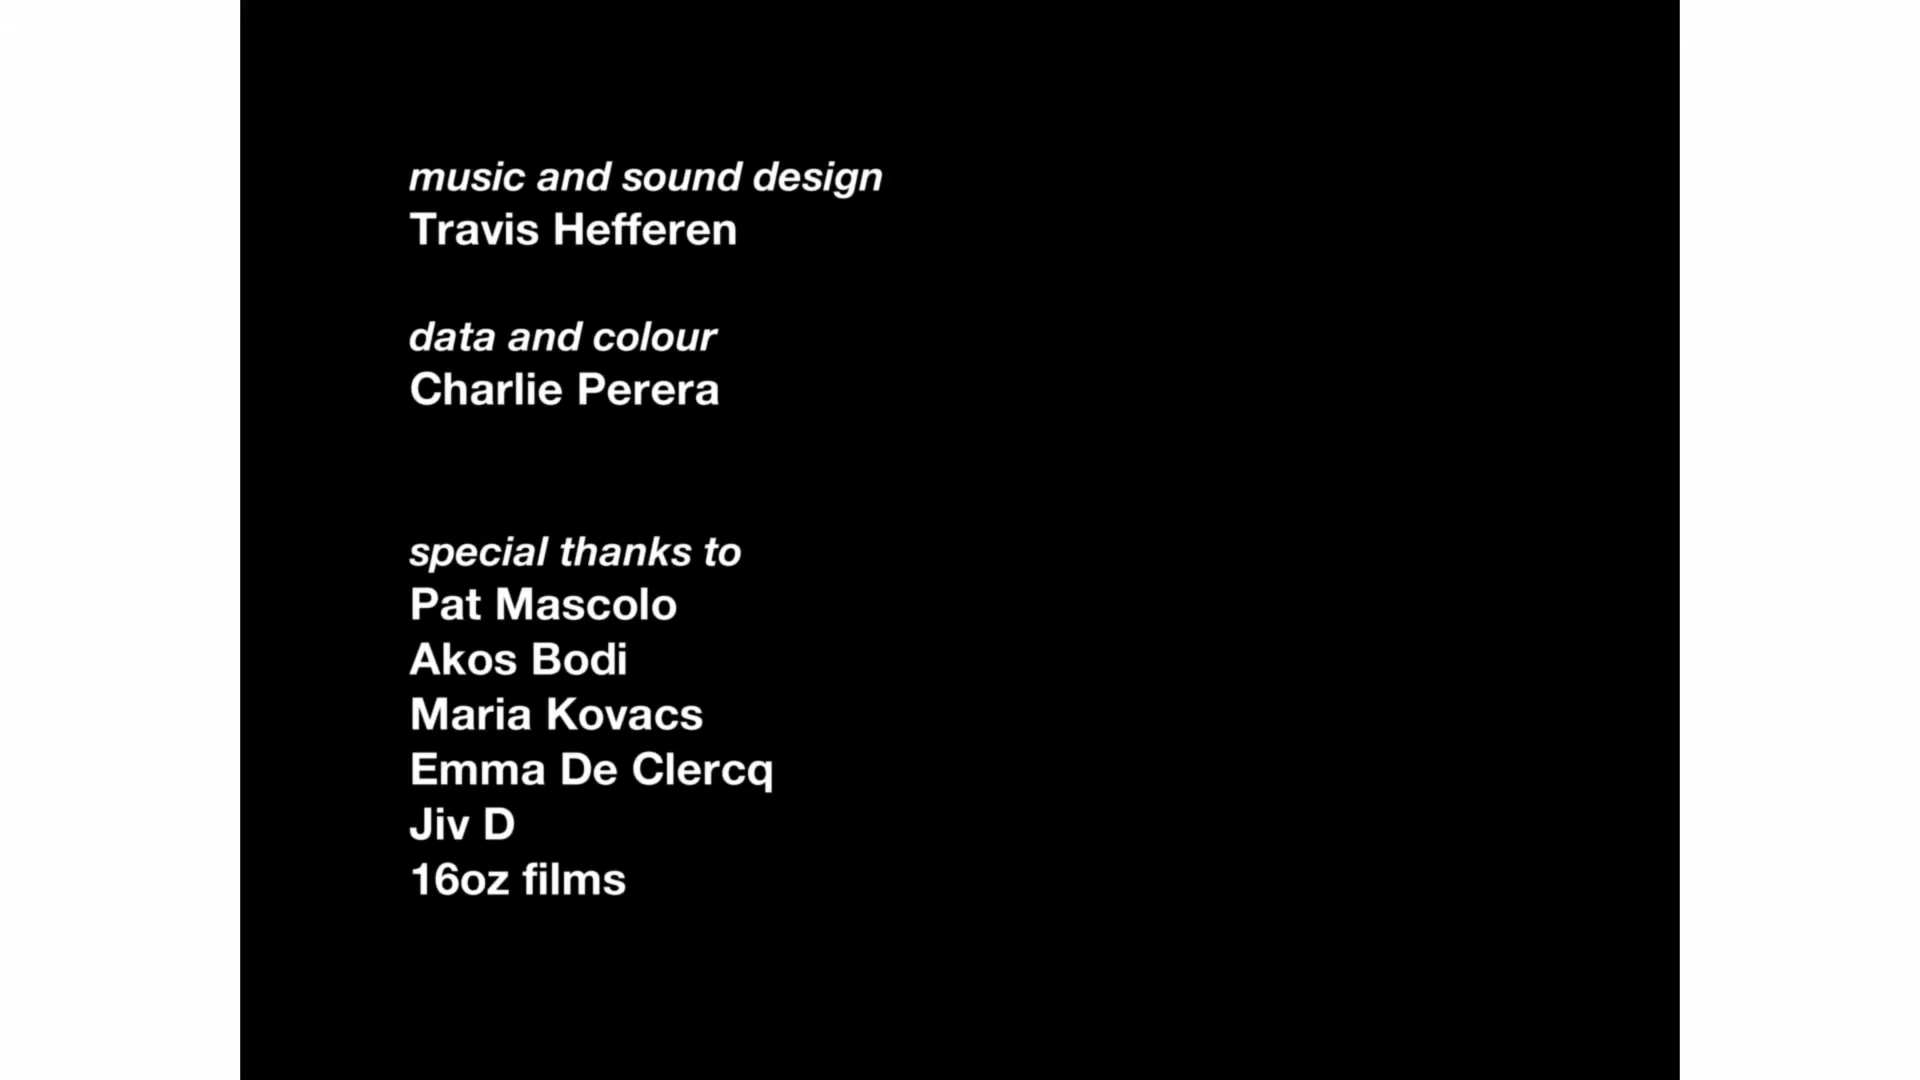 music and sound design
Travis Hefferen
data and colour
Charlie Perera
special thanks to
Pat Mascolo
Akos Bodi
Maria Kovacs
Emma De Clercq
Jiv D
16oz films